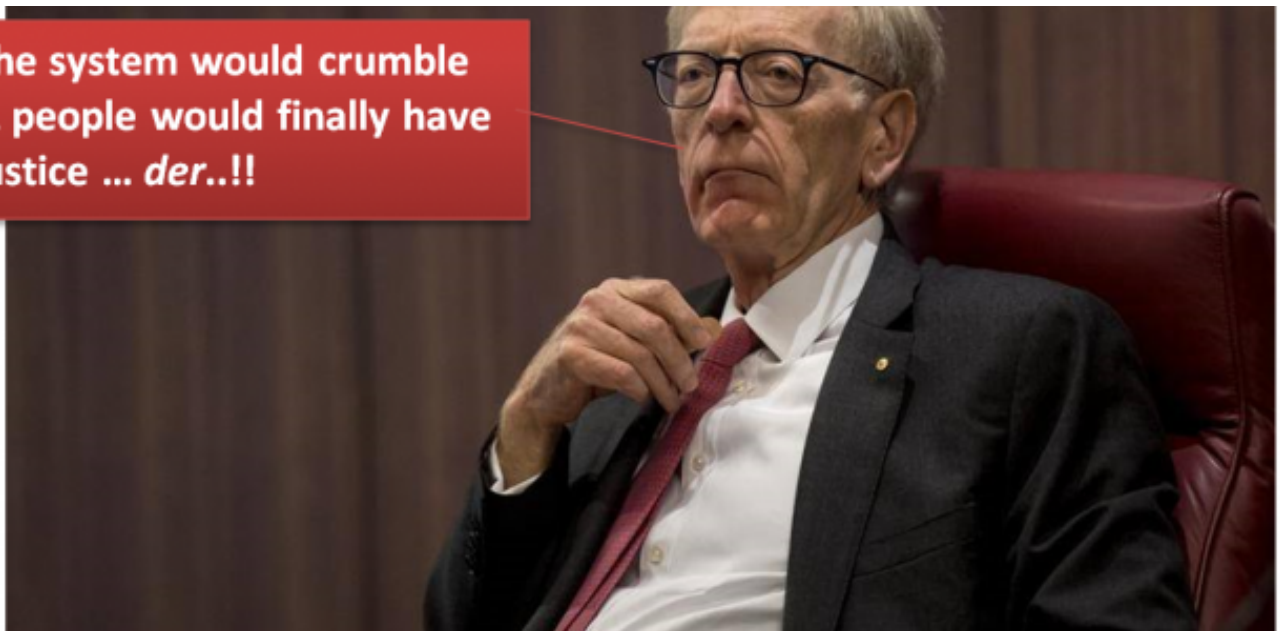 he system would crumble
people would finally have
ustice ... der..!!